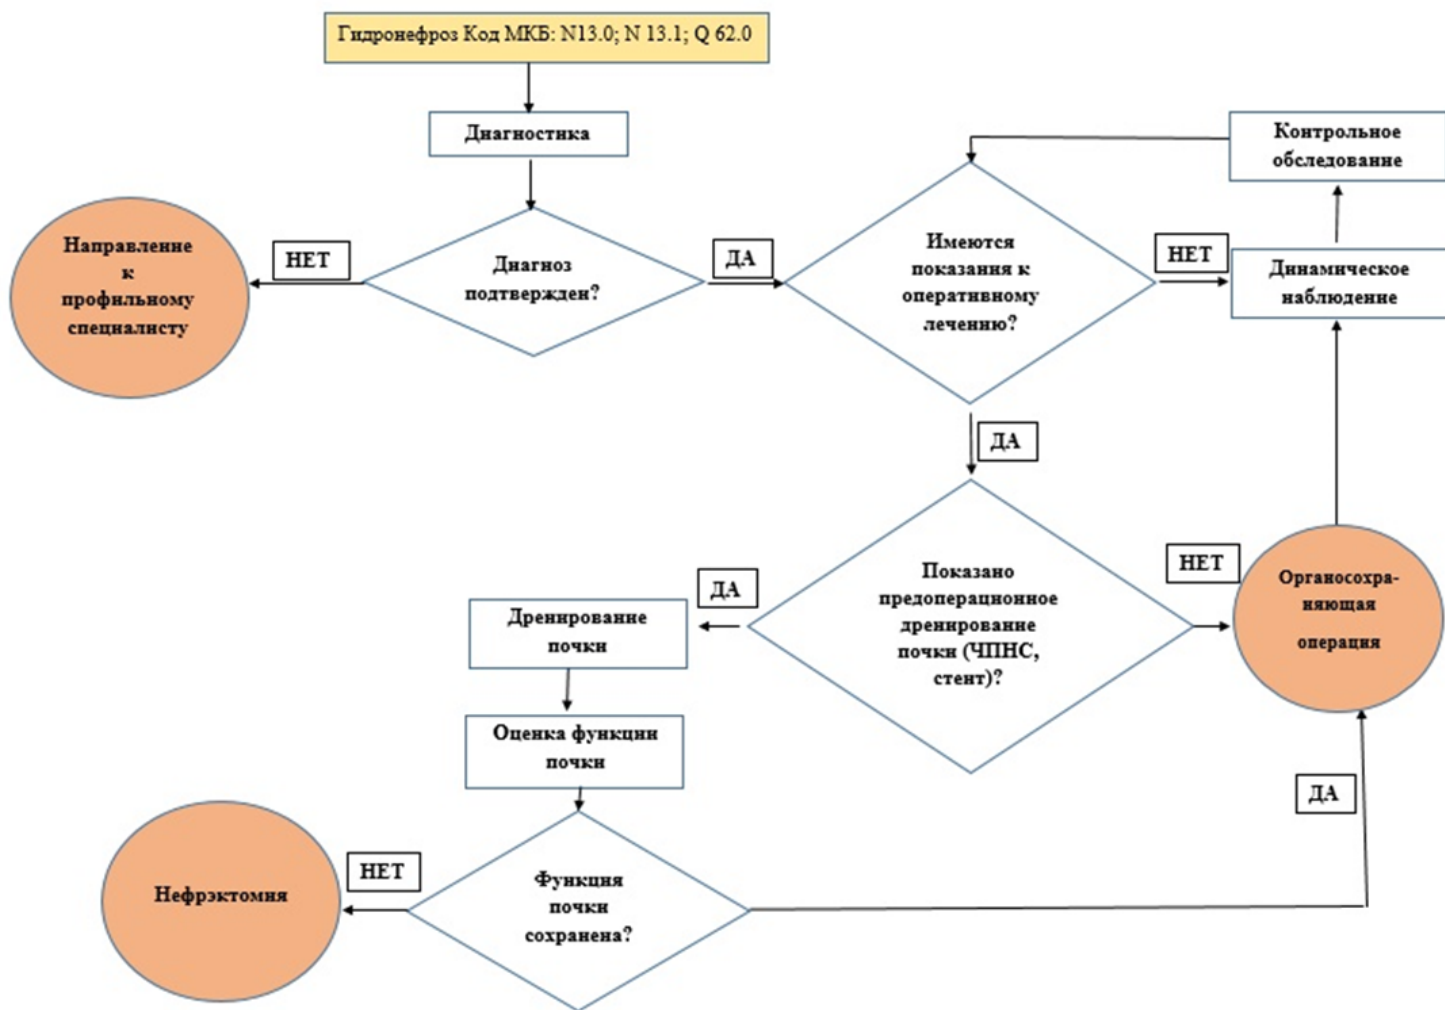 Гидронефроз Код МКБ: N13.0; N 13.1; Q 62.0
Диагностика
Контрольное
обследование
Направление
к
профильному
специалисту
НЕТ
Диагноз
подтвержден?
ДА
Имеются
показания к
оперативному
лечению?
НЕТ
Динамическое
наблюдение
ДА
Показано
предоперационное
дренирование
почки (ЧПНС,
стент)?
НЕТ
Органосохра-
няющая
операция
ДА
Дренирование
почки
Оценка функции
почки
ДА
Нефрэктомия
НЕТ
Функция
почки
сохранена?